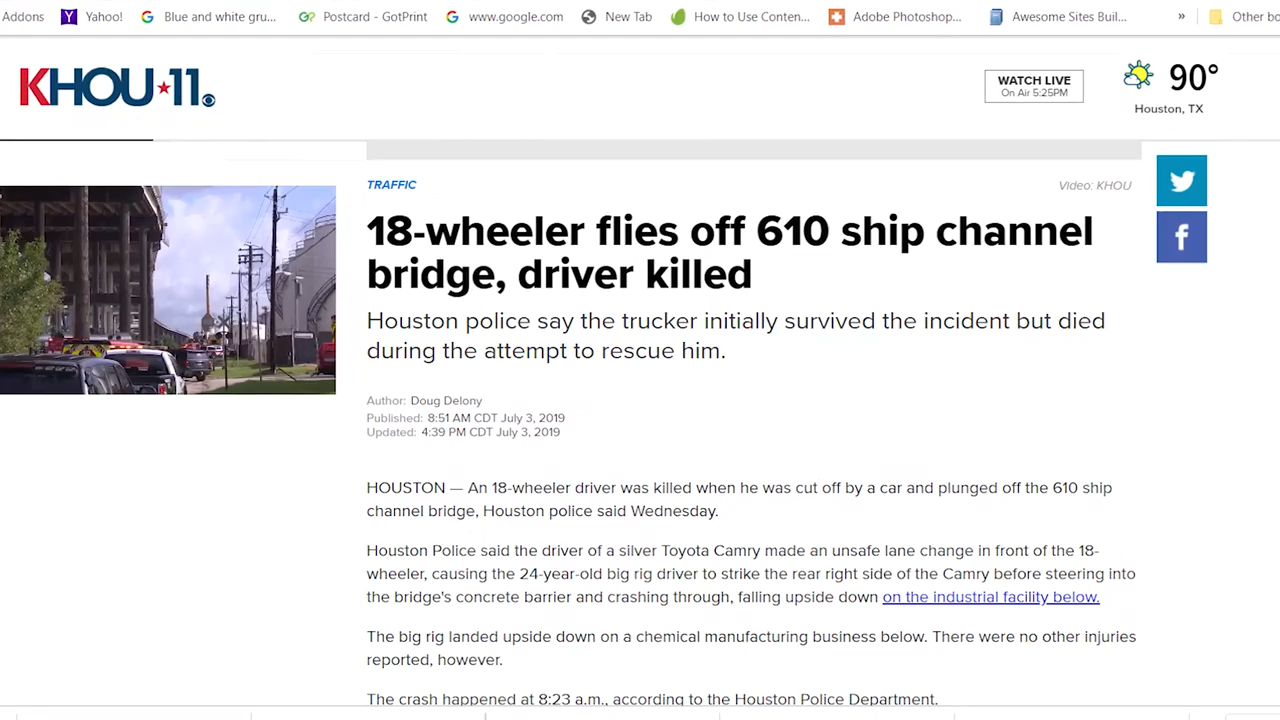 Addons Yahoo! Blue and white gru... Postcard - GotPrint www.google.com New Tab How to Use Conten... Adobe Photoshop... Awesome Sites Buil... » Other bo
KHOU★11
WATCH LIVE
On Air 5:25PM
90°
Houston, TX
TRAFFIC
Video: KHOU
18-wheeler flies off 610 ship channel
bridge, driver killed
Houston police say the trucker initially survived the incident but died
during the attempt to rescue him.
Author: Doug Delony
Published: 8:51 AM CDT July 3, 2019
Updated: 4:39 PM CDT July 3, 2019
HOUSTON — An 18-wheeler driver was killed when he was cut off by a car and plunged off the 610 ship
channel bridge, Houston police said Wednesday.
Houston Police said the driver of a silver Toyota Camry made an unsafe lane change in front of the 18-
wheeler, causing the 24-year-old big rig driver to strike the rear right side of the Camry before steering into
the bridge's concrete barrier and crashing through, falling upside down on the industrial facility below.
The big rig landed upside down on a chemical manufacturing business below. There were no other injuries
reported, however.
The crash happened at 8:23 a.m., according to the Houston Police Department.